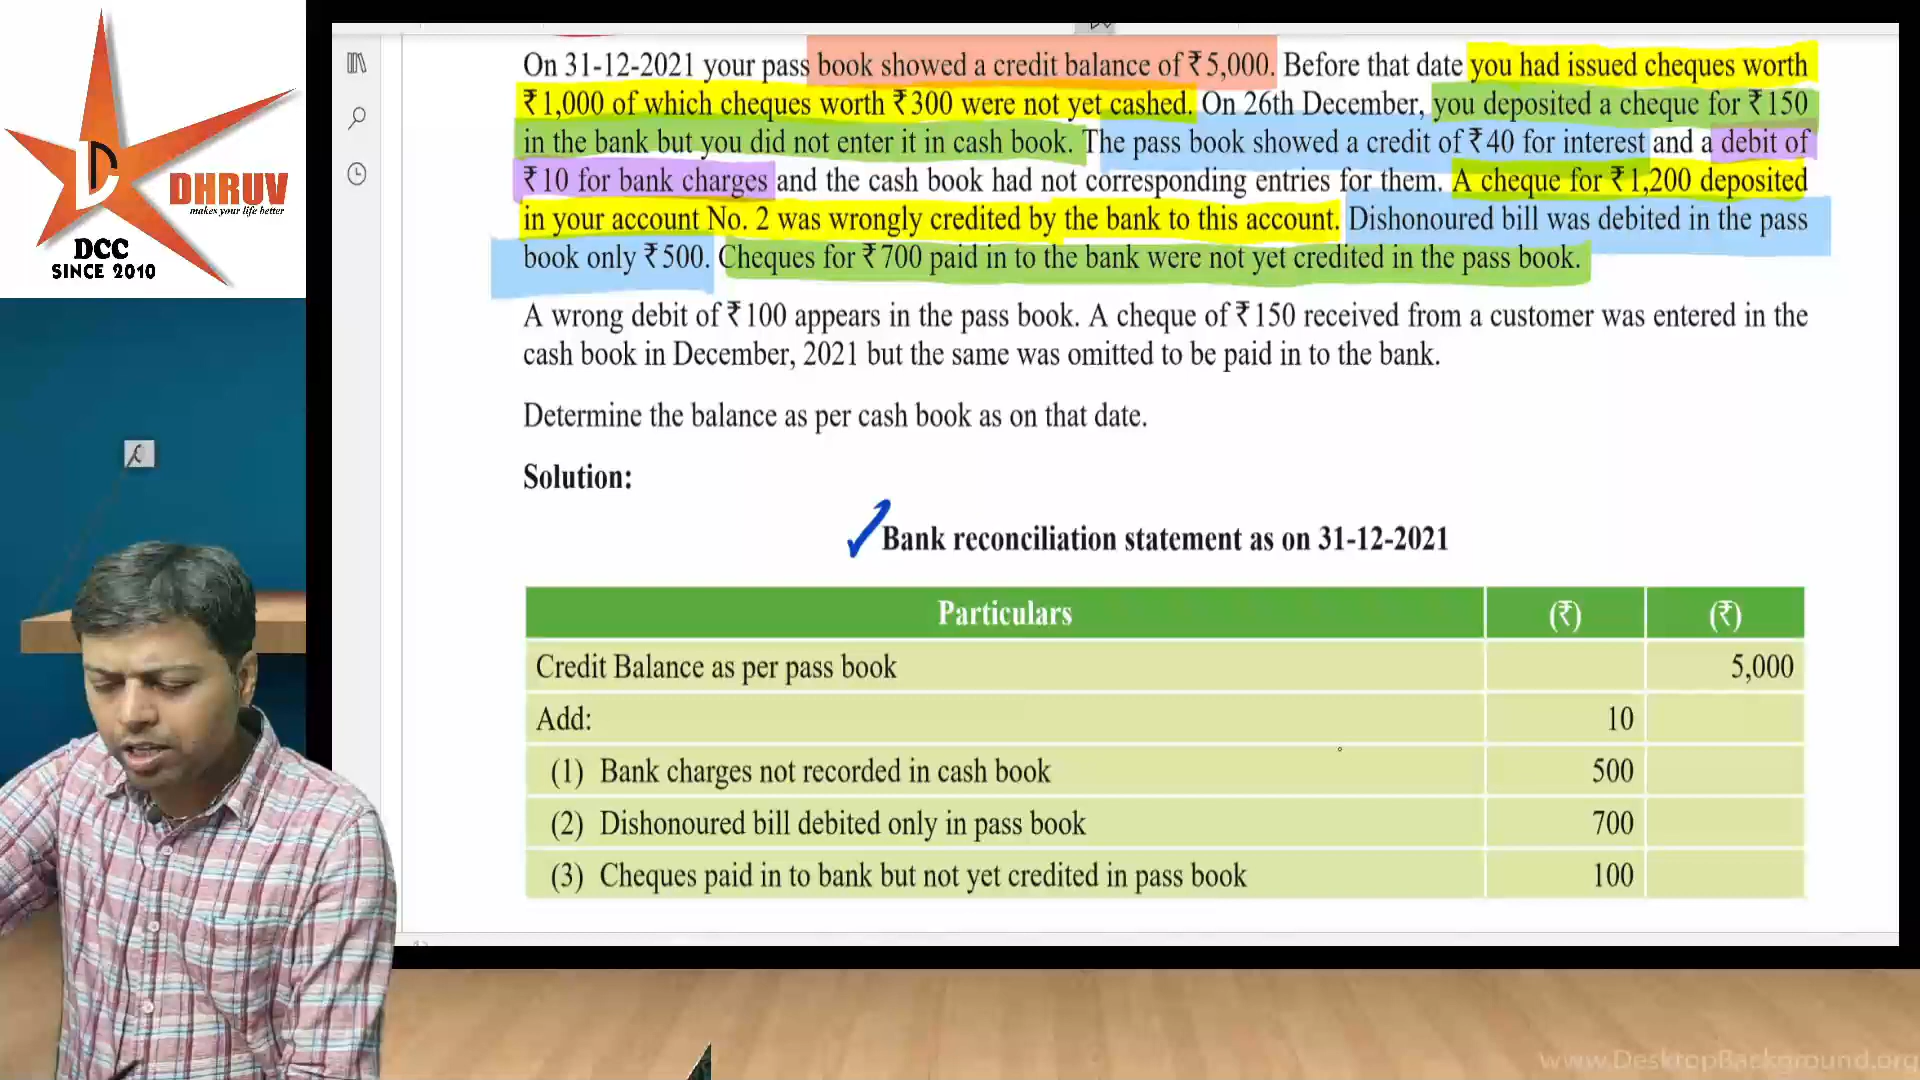 On 31-12-2021 your pass book showed a credit balance of ₹ 5,000. Before that date you had issued cheques worth
₹ 1,000 of which cheques worth ₹ 300 were not yet cashed. On 26th December, you deposited a cheque for ₹ 150
in the bank but you did not enter it in cash book. The pass book showed a credit of ₹ 40 for interest and a debit of
₹ 10 for bank charges and the cash book had not corresponding entries for them. A cheque for ₹ 1,200 deposited
in your account No. 2 was wrongly credited by the bank to this account. Dishonoured bill was debited in the pass
book only ₹ 500. Cheques for ₹ 700 paid in to the bank were not yet credited in the pass book.
A wrong debit of ₹ 100 appears in the pass book. A cheque of ₹ 150 received from a customer was entered in the
cash book in December, 2021 but the same was omitted to be paid in to the bank.
Determine the balance as per cash book as on that date.
Solution:
Bank reconciliation statement as on 31-12-2021
Particulars (₹) (₹)
Credit Balance as per pass book 5,000
Add: 10
(1) Bank charges not recorded in cash book 500
(2) Dishonoured bill debited only in pass book 700
(3) Cheques paid in to bank but not yet credited in pass book 100
D
DHRUV
makes your life better
DCC
SINCE 2010
www.DesktopBackground.org